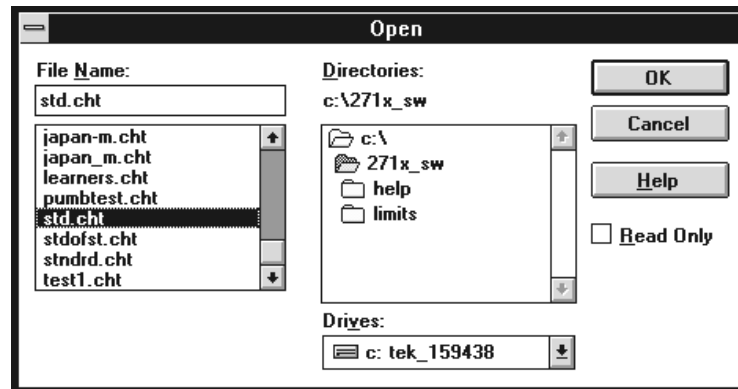 Open
File Name:
std.cht
japan-m.cht
japan_m.cht
learners.cht
pumbtest.cht
std.cht
stdofst.cht
stndrd.cht
test1.cht
Directories:
c:\271x_sw
c:\
271x_sw
help
limits
Drives:
c: tek_159438
OK
Cancel
Help
Read Only